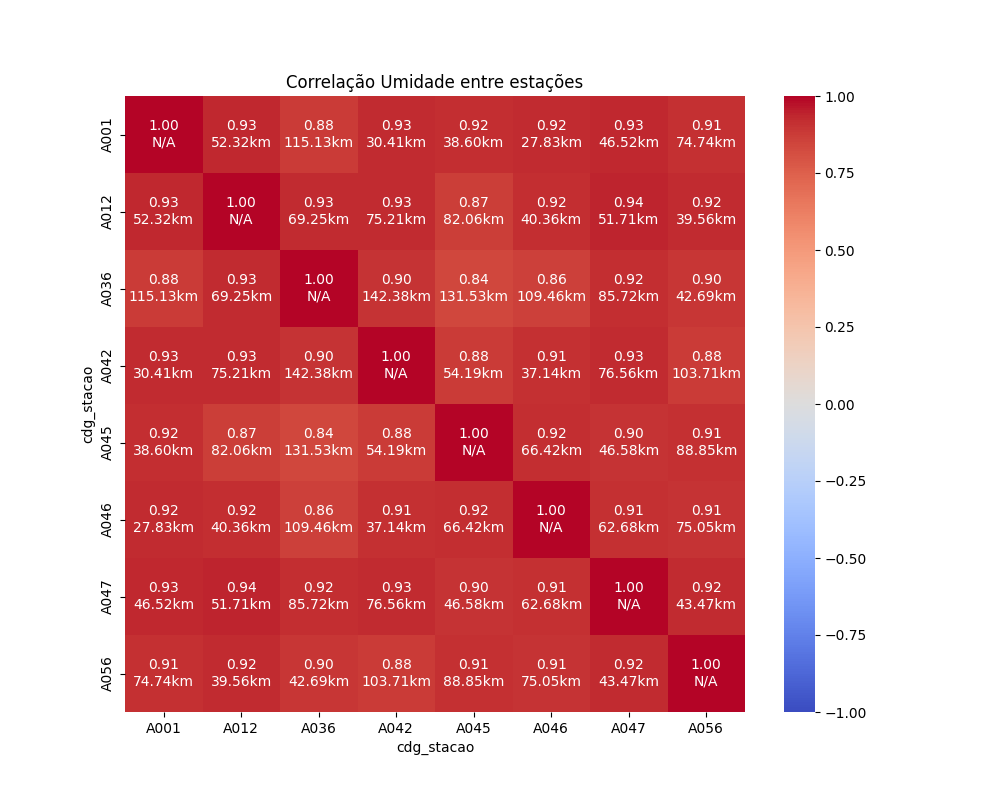 Correlação Umidade entre estações
A001 1.00 0.93 0.88 0.93 0.92 0.92 0.93 0.91 1.00
N/A 52.32km 115.13km 30.41km 38.60km 27.83km 46.52km 74.74km
A012 0.93 1.00 0.93 0.93 0.87 0.92 0.94 0.92 0.75
52.32km N/A 69.25km 75.21km 82.06km 40.36km 51.71km 39.56km
A036 0.88 0.93 1.00 0.90 0.84 0.86 0.92 0.90 0.50
115.13km 69.25km N/A 142.38km 131.53km 109.46km 85.72km 42.69km 0.25
A042 0.93 0.93 0.90 1.00 0.88 0.91 0.93 0.88
30.41km 75.21km 142.38km N/A 54.19km 37.14km 76.56km 103.71km
cdg_stacao
0.00
A045 0.92 0.87 0.84 0.88 1.00 0.92 0.90 0.91
38.60km 82.06km 131.53km 54.19km N/A 66.42km 46.58km 88.85km
−0.25
A046 0.92 0.92 0.86 0.91 0.92 1.00 0.91 0.91
27.83km 40.36km 109.46km 37.14km 66.42km N/A 62.68km 75.05km
−0.50
A047 0.93 0.94 0.92 0.93 0.90 0.91 1.00 0.92
46.52km 51.71km 85.72km 76.56km 46.58km 62.68km N/A 43.47km
−0.75
A056 0.91 0.92 0.90 0.88 0.91 0.91 0.92 1.00
74.74km 39.56km 42.69km 103.71km 88.85km 75.05km 43.47km N/A
−1.00
A001 A012 A036 A042 A045 A046 A047 A056
cdg_stacao